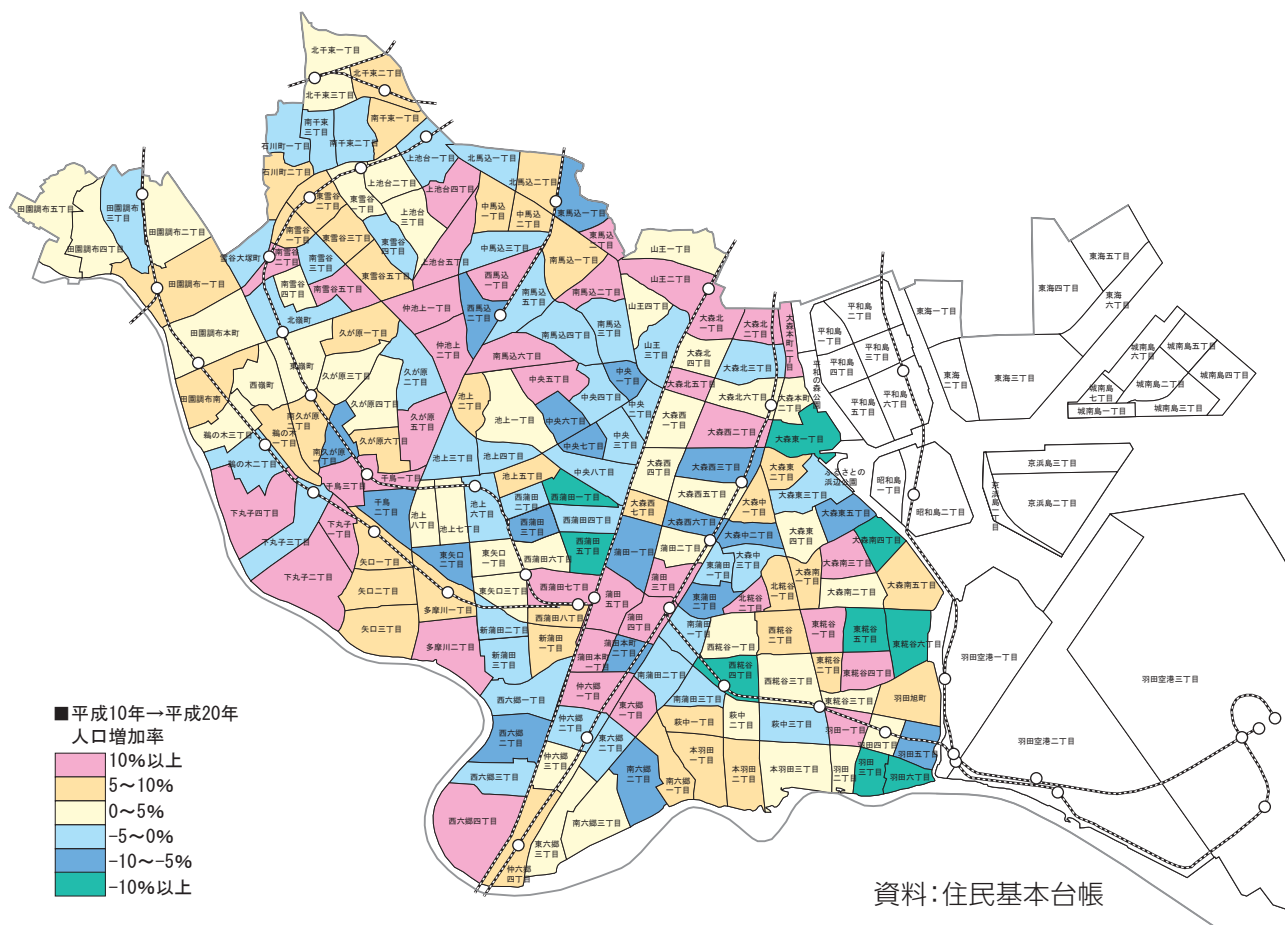 北千束一丁目
北千束二丁目
北千束三丁目
南千束
三丁目
南千束一丁目
南千束二丁目
石川町一丁目
上池台一丁目
北馬込一丁目
石川町二丁目
上池台二丁目
上池台四丁目
北馬込二丁目
東馬込一丁目
東雪谷
二丁目
東雪谷
一丁目
上池台
三丁目
中馬込
一丁目
中馬込
二丁目
東馬込
二丁目
田園調布五丁目
田園調布
三丁目
田園調布四丁目
田園調布二丁目
南雪谷
一丁目
東雪谷三丁目
東雪谷
四丁目
中馬込三丁目
山王一丁目
雪谷大塚町
南雪谷
二丁目
南雪谷
三丁目
東雪谷五丁目
上池台五丁目
西馬込
一丁目
南馬込一丁目
山王二丁目
田園調布一丁目
南雪谷
四丁目
南雪谷五丁目
仲池上一丁目
西馬込
二丁目
南馬込
五丁目
南馬込二丁目
山王四丁目
北嶺町
田園調布本町
久が原一丁目
仲池上
二丁目
南馬込四丁目
南馬込
三丁目
山王
三丁目
大森北
一丁目
大森北
二丁目
大森本町一丁目
東嶺町
西嶺町
久が原三丁目
久が原
二丁目
南馬込六丁目
中央
一丁目
大森北
四丁目
大森北三丁目
田園調布南
久が原四丁目
久が原
五丁目
池上
二丁目
中央五丁目
中央四丁目
中央
二丁目
大森北五丁目
大森北六丁目
大森本町
二丁目
平和の森公園
鵜の木三丁目
鵜の木
一丁目
南久が原
二丁目
久が原六丁目
池上一丁目
中央六丁目
中央七丁目
中央
三丁目
大森西
一丁目
大森西二丁目
大森東一丁目
鵜の木二丁目
南久が原
一丁目
池上三丁目
池上四丁目
中央八丁目
大森西
四丁目
大森西三丁目
大森東
二丁目
ふるさとの
浜辺公園
千鳥三丁目
千鳥一丁目
池上五丁目
下丸子四丁目
千鳥
二丁目
池上
八丁目
池上七丁目
池上
六丁目
西蒲田
二丁目
西蒲田一丁目
大森西
七丁目
大森西五丁目
大森中
一丁目
大森東三丁目
大森東五丁目
下丸子
一丁目
西蒲田
三丁目
西蒲田四丁目
大森西六丁目
大森中二丁目
大森東
四丁目
大森南四丁目
下丸子三丁目
西蒲田
五丁目
蒲田一丁目
蒲田二丁目
大森中
三丁目
下丸子二丁目
矢口一丁目
東矢口
二丁目
東矢口
一丁目
西蒲田六丁目
東蒲田
一丁目
大森南
一丁目
大森南三丁目
矢口二丁目
東矢口三丁目
西蒲田七丁目
蒲田
三丁目
蒲田
五丁目
東蒲田
二丁目
北糀谷
二丁目
北糀谷
一丁目
大森南二丁目
大森南五丁目
多摩川一丁目
西蒲田八丁目
蒲田
四丁目
矢口三丁目
多摩川二丁目
新蒲田二丁目
新蒲田
一丁目
新蒲田
三丁目
蒲田本町
二丁目
蒲田本町
一丁目
南蒲田
一丁目
西糀谷一丁目
西糀谷
二丁目
東糀谷
一丁目
東糀谷
五丁目
東糀谷六丁目
南蒲田二丁目
西糀谷
四丁目
西糀谷三丁目
東糀谷
二丁目
東糀谷四丁目
西六郷一丁目
仲六郷
一丁目
東六郷
一丁目
南蒲田三丁目
東糀谷三丁目
羽田旭町
西六郷
二丁目
仲六郷
二丁目
東六郷
二丁目
萩中一丁目
萩中
二丁目
萩中三丁目
羽田一丁目
羽田四丁目
羽田五丁目
西六郷三丁目
仲六郷
三丁目
南六郷
二丁目
南六郷
一丁目
本羽田
一丁目
本羽田
二丁目
本羽田三丁目
羽田
二丁目
羽田
三丁目
羽田六丁目
西六郷四丁目
南六郷三丁目
東六郷
三丁目
仲六郷
四丁目
平和島
一丁目
平和島
二丁目
平和島
三丁目
平和島
四丁目
平和島
五丁目
平和島
六丁目
東海一丁目
東海
二丁目
東海三丁目
東海四丁目
東海五丁目
東海
六丁目
城南島
六丁目
城南島五丁目
城南島四丁目
城南島
七丁目
城南島二丁目
城南島一丁目
城南島三丁目
昭和島
一丁目
昭和島二丁目
京浜島一丁目
京浜島三丁目
京浜島二丁目
羽田空港一丁目
羽田空港二丁目
羽田空港三丁目
■平成10年→平成20年
人口増加率
10%以上
5～10%
0～5%
-5～0%
-10～-5%
-10%以上
資料:住民基本台帳